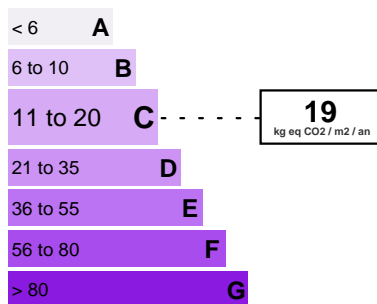 < 6 A
6 to 10 B
11 to 20 C
19
kg eq CO2 / m2 / an
21 to 35 D
36 to 55 E
56 to 80 F
> 80 G